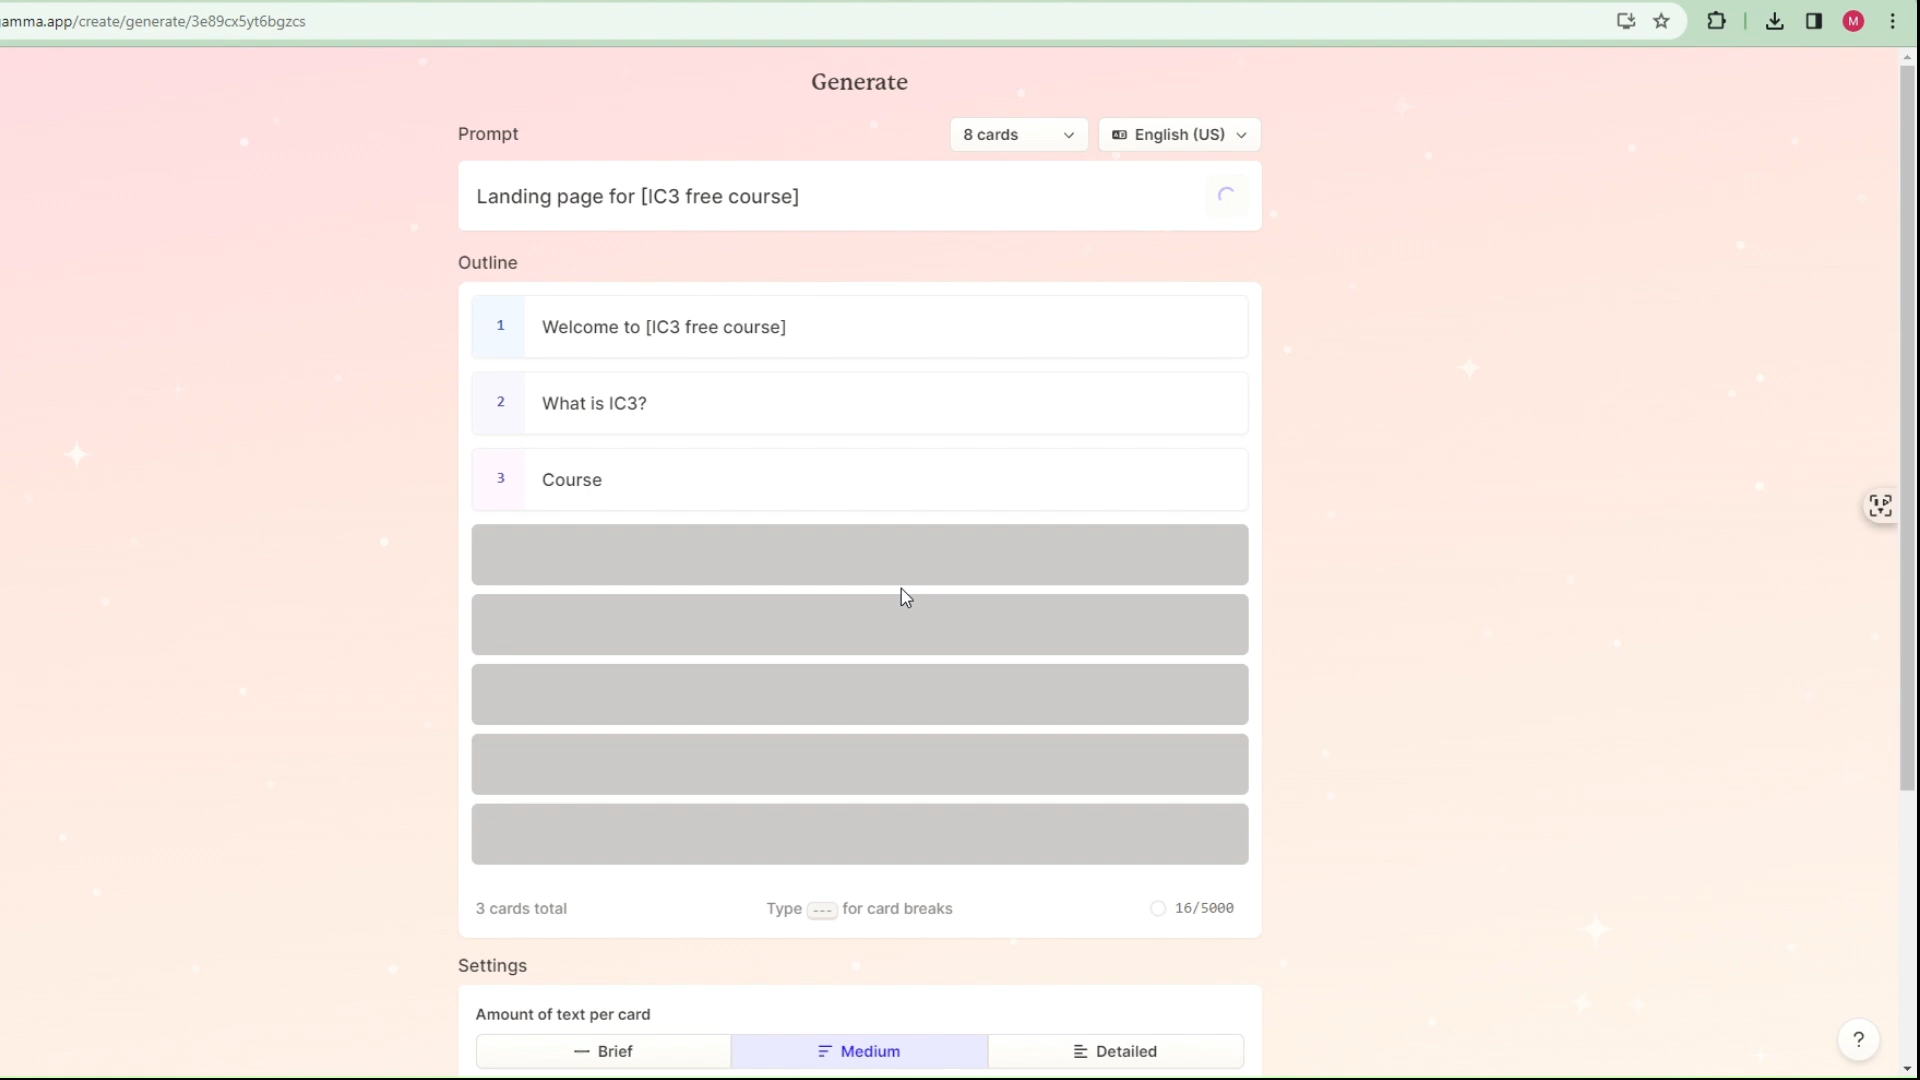 amma.app/create/generate/3e89cx5yt6bgzcs
M
Generate
Prompt
8 cards
English (US)
Landing page for [IC3 free course]
Outline
1 Welcome to [IC3 free course]
2 What is IC3?
3 Course
3 cards total
Type --- for card breaks
16/5000
Settings
Amount of text per card
Brief
Medium
Detailed
?